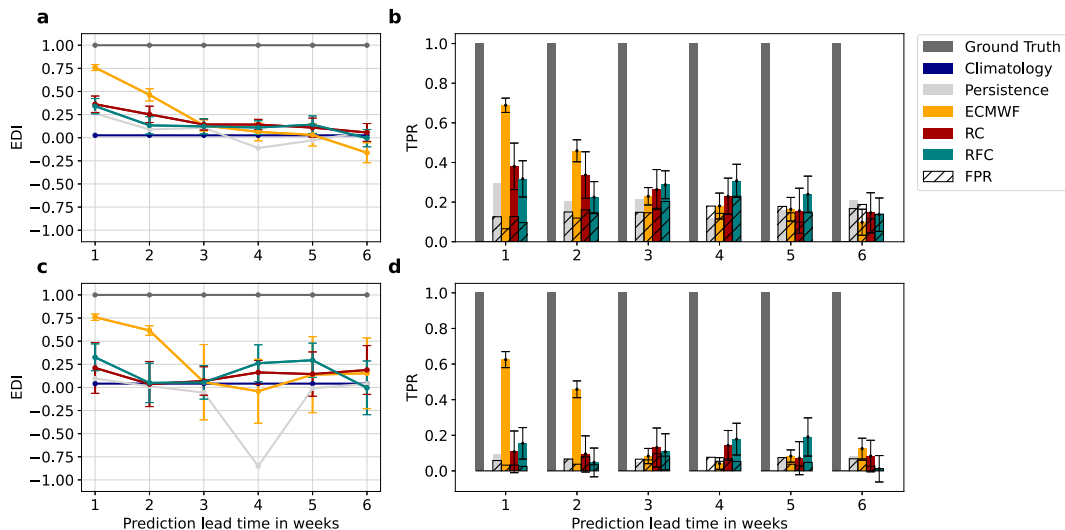 a
EDI
1.00
0.75
0.50
0.25
0.00
−0.25
−0.50
−0.75
−1.00
1 2 3 4 5 6
b
TPR
1.0
0.8
0.6
0.4
0.2
0.0
1 2 3 4 5 6
Ground Truth
Climatology
Persistence
ECMWF
RC
RFC
FPR
c
EDI
1.00
0.75
0.50
0.25
0.00
−0.25
−0.50
−0.75
−1.00
1 2 3 4 5 6
Prediction lead time in weeks
d
TPR
1.0
0.8
0.6
0.4
0.2
0.0
1 2 3 4 5 6
Prediction lead time in weeks